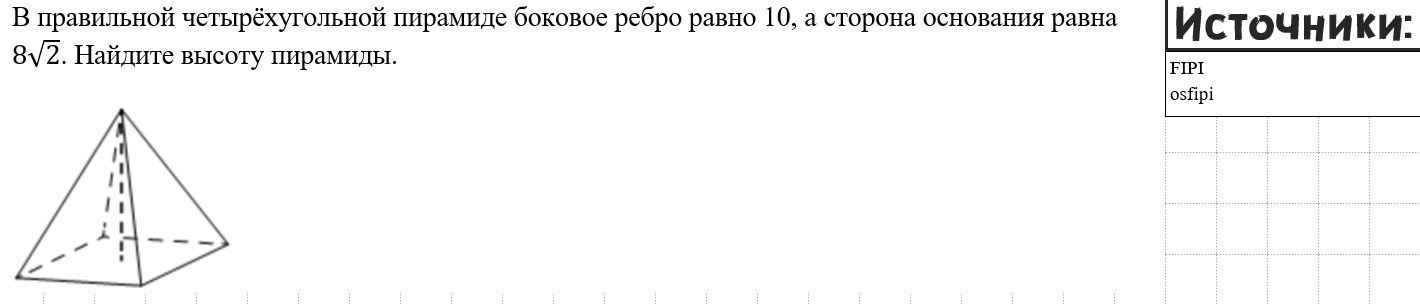 В правильной четырёхугольной пирамиде боковое ребро равно 10, а сторона основания равна
8√2. Найдите высоту пирамиды.
Источники:
FIPI
osfipi